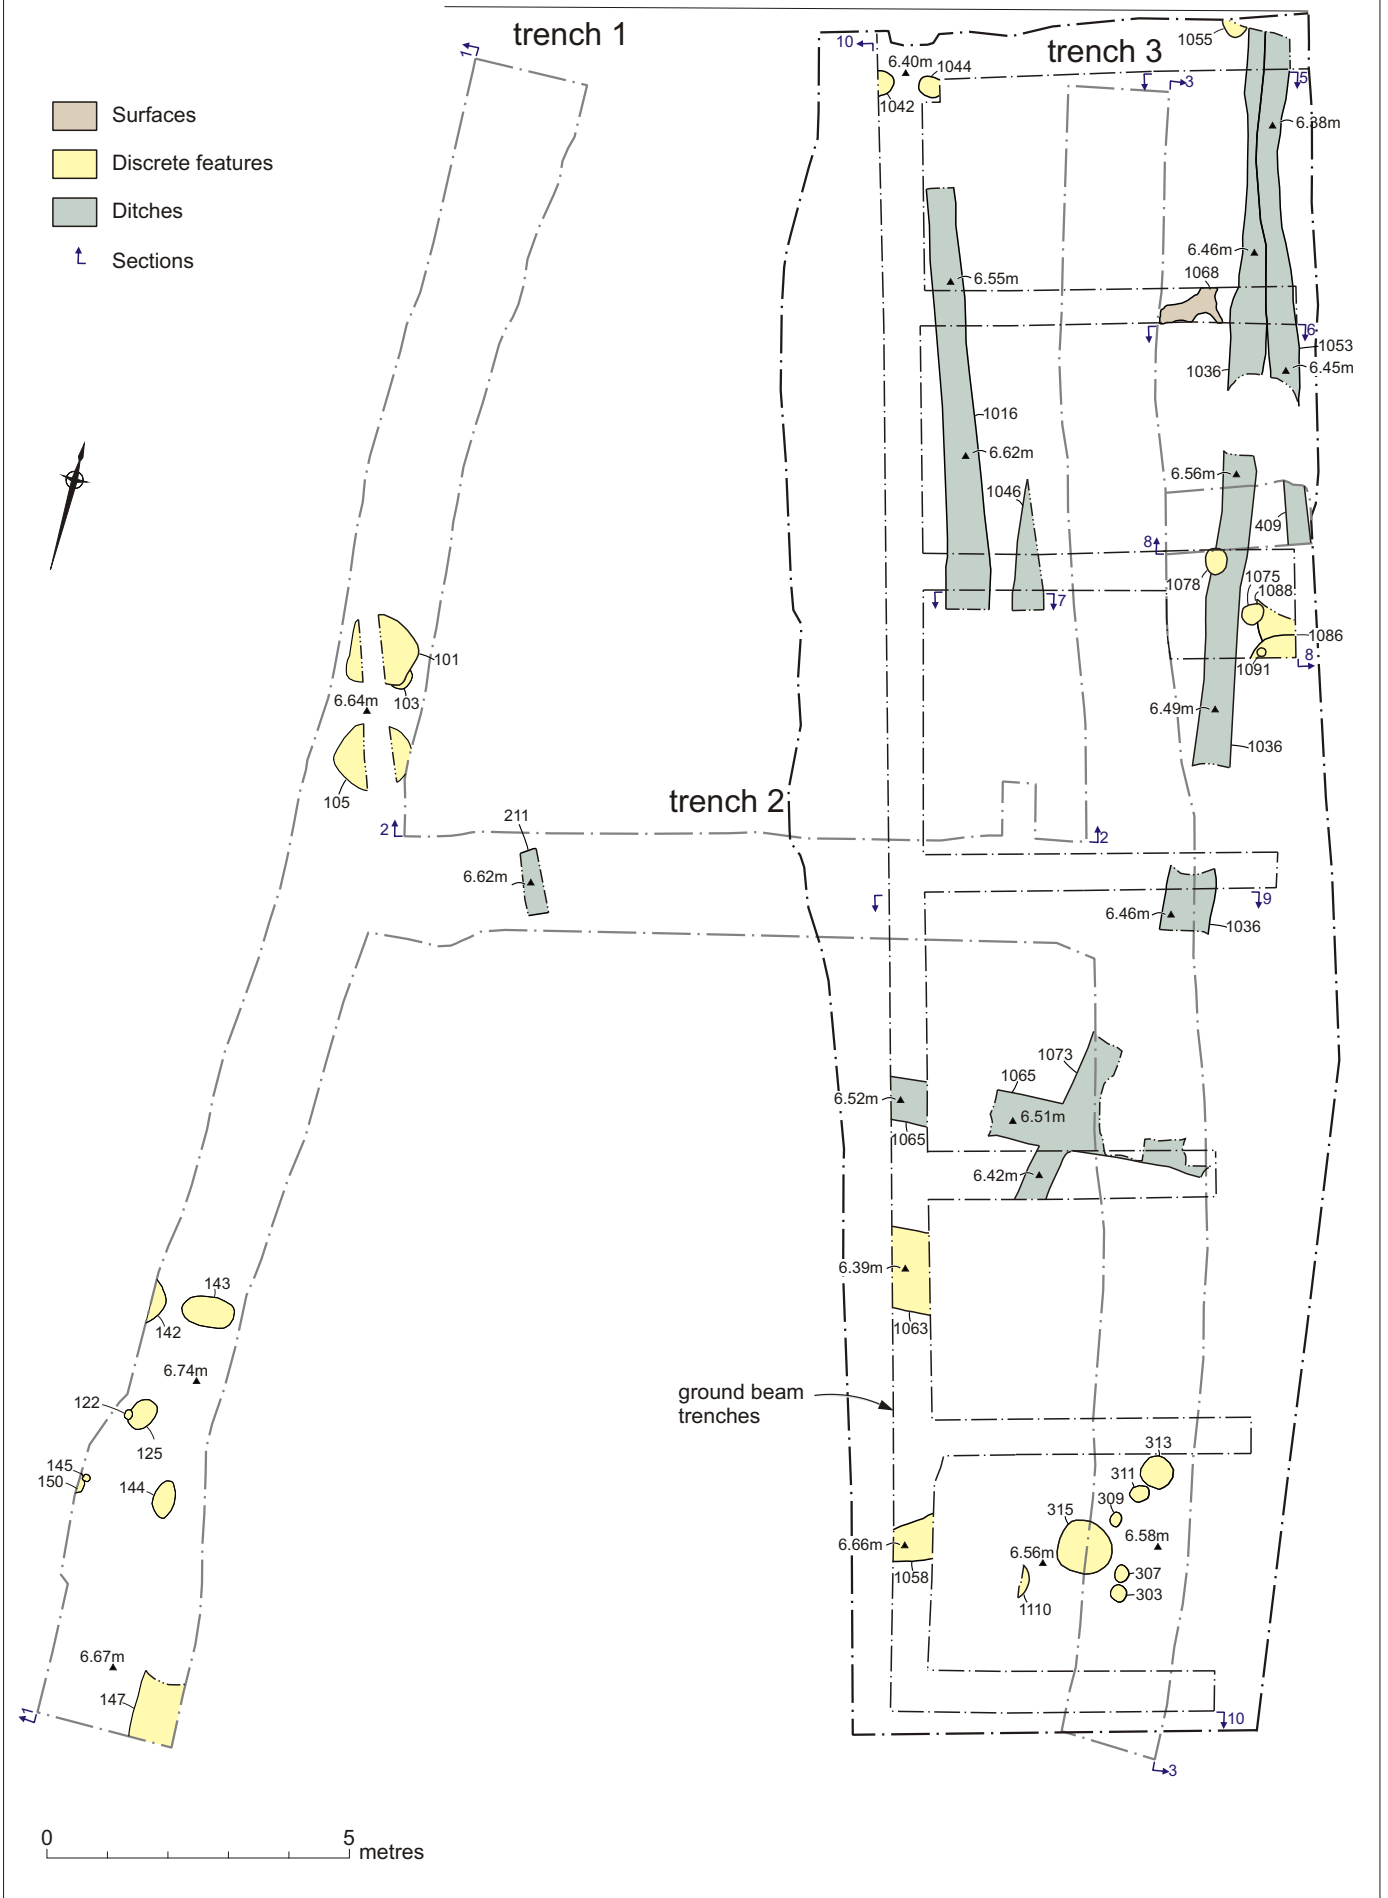 trench 1
1
10
6.40m
1044
1042
trench 3
1055
3
5
6.38m
Surfaces
Discrete features
Ditches
Sections
6.55m
6.46m
1068
6
1053
1036
6.45m
1016
6.62m
6.56m
1046
409
8
1078
1075
1088
7
1086
8
1091
101
103
6.64m
105
6.49m
1036
trench 2
2
2
211
6.62m
9
6.46m
1036
1073
1065
6.52m
6.51m
1065
6.42m
143
142
6.39m
1063
6.74m
122
125
145
150
144
ground beam
trenches
313
311
309
315
6.58m
6.66m
6.56m
1058
307
303
1110
6.67m
147
1
10
3
0 5
metres